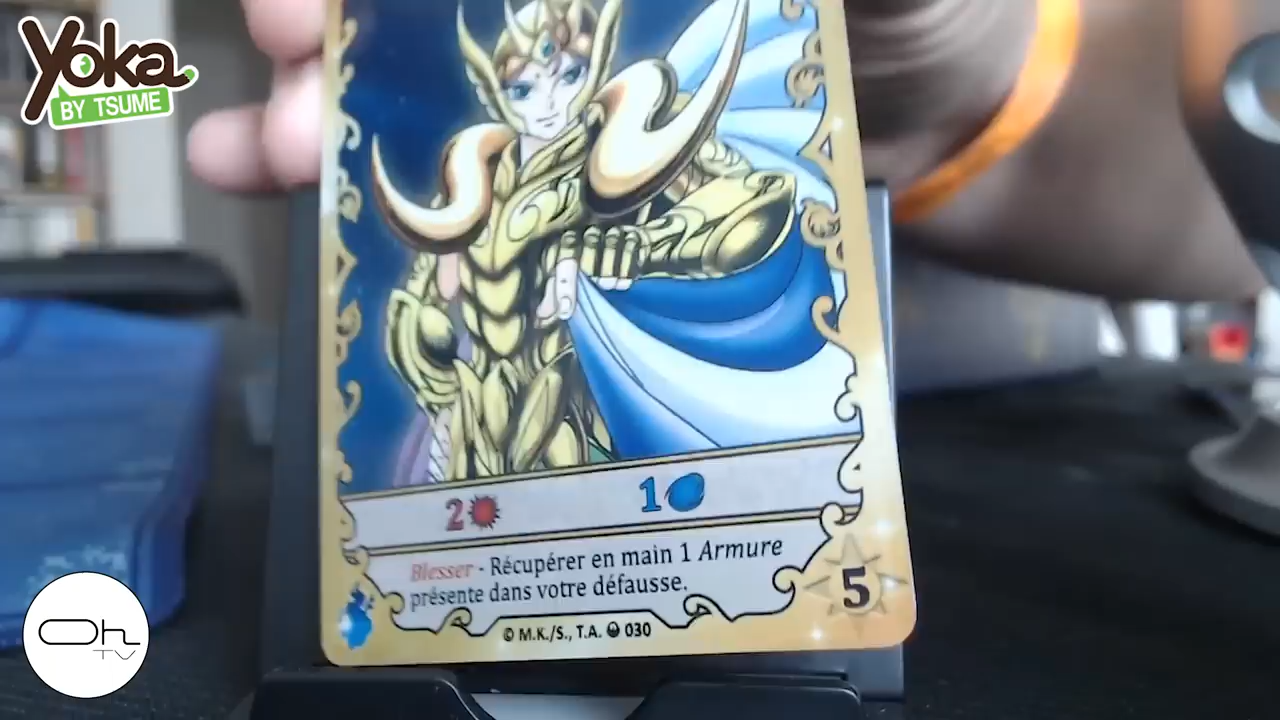 Yoka
BY TSUME
2 1
Blesser - Récupérer en main 1 Armure
présente dans votre défausse.
5
© M.K./S., T.A. 030
Oh
TV